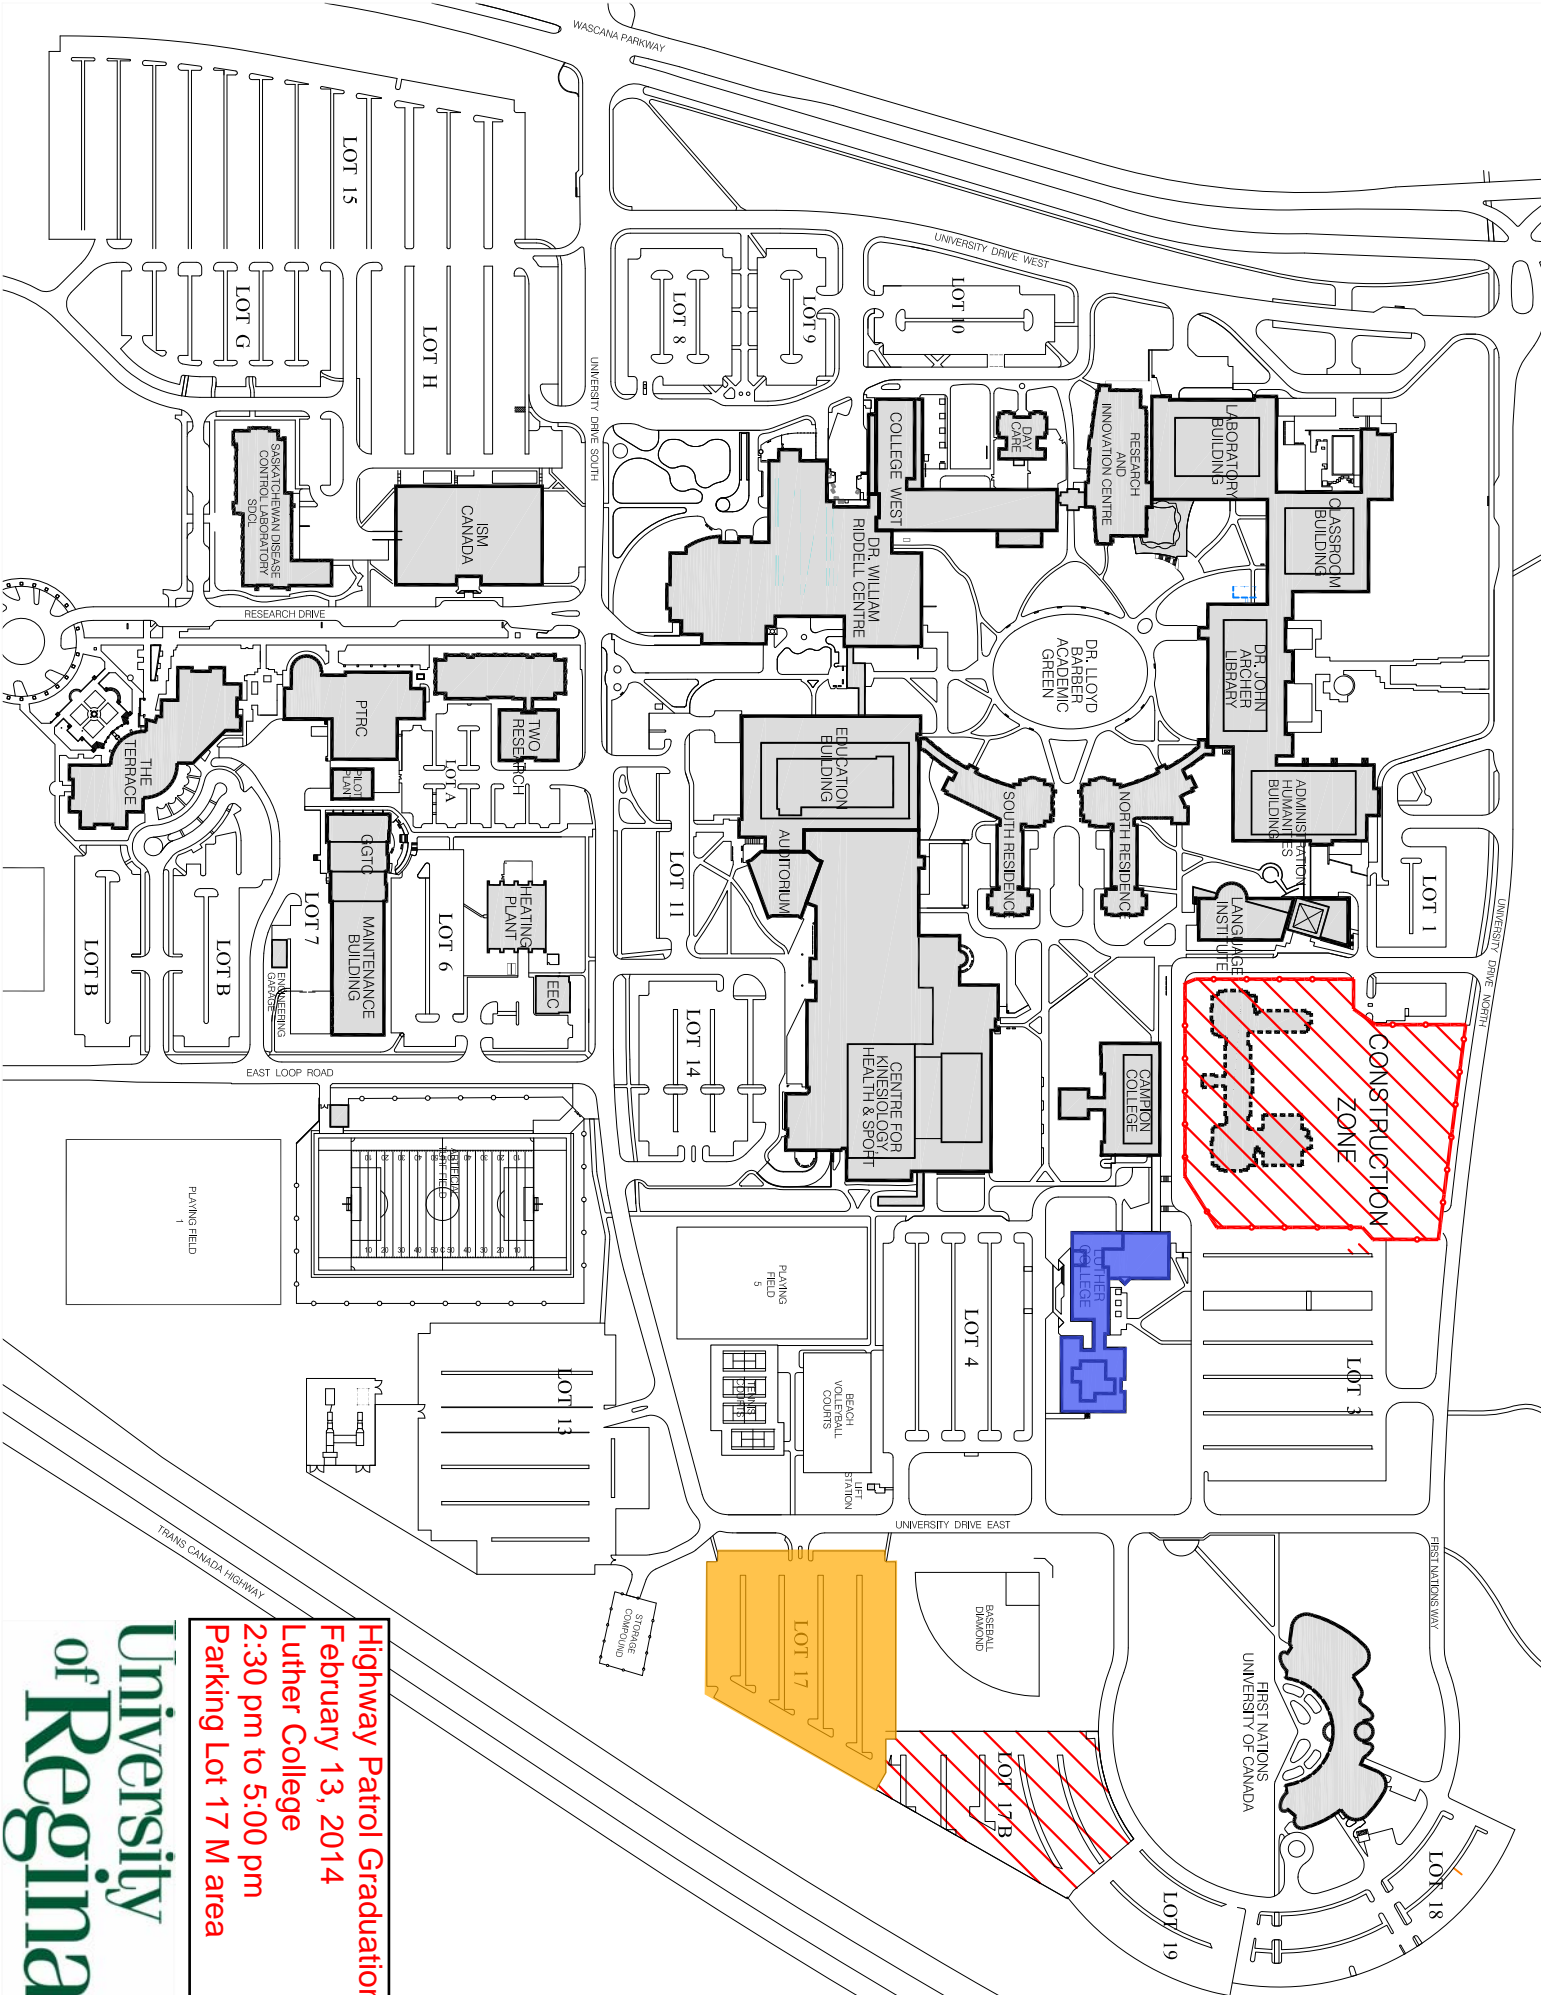 WASCANA PARKWAY
UNIVERSITY DRIVE WEST
LOT 15
LOT G
LOT H
LOT 8
LOT 9
LOT 10
UNIVERSITY DRIVE SOUTH
SASKATCHEWAN DISEASE
CONTROL LABORATORY
SDCL
ISM
CANADA
COLLEGE WEST
DAY
CARE
RESEARCH
AND
INNOVATION CENTRE
LABORATORY
BUILDING
CLASSROOM
BUILDING
DR. WILLIAM
RIDDELL CENTRE
RESEARCH DRIVE
DR. LLOYD
BARBER
ACADEMIC
GREEN
DR. JOHN
ARCHER
LIBRARY
THE
TERRACE
PTRC
PILOT
PLANT
TWO
RESEARCH
LOT A
EDUCATION
BUILDING
AUDITORIUM
SOUTH RESIDENCE
NORTH RESIDENCE
ADMINISTRATION
HUMANITIES
BUILDING
LOT 1
UNIVERSITY DRIVE NORTH
LANGUAGE
INSTITUTE
GGTC
MAINTENANCE
BUILDING
LOT 7
LOT B
LOT B
ENGINEERING
GARAGE
LOT 6
HEATING
PLANT
EEC
LOT 11
LOT 14
EAST LOOP ROAD
CENTRE FOR
KINESIOLOGY,
HEALTH & SPORT
CAMPION
COLLEGE
CONSTRUCTION
ZONE
PLAYING FIELD
1
ARTIFICIAL
TURF FIELD
PLAYING
FIELD
5
LOT 4
LUTHER
COLLEGE
LOT 3
LOT 13
TENNIS
COURTS
BEACH
VOLLEYBALL
COURTS
LIFT
STATION
UNIVERSITY DRIVE EAST
FIRST NATIONS WAY
TRANS CANADA HIGHWAY
STORAGE
COMPOUND
LOT 17
BASEBALL
DIAMOND
FIRST NATIONS
UNIVERSITY OF CANADA
LOT 17B
LOT 18
LOT 19
Highway Patrol Graduation
February 13, 2014
Luther College
2:30 pm to 5:00 pm
Parking Lot 17 M area
University
of Regina